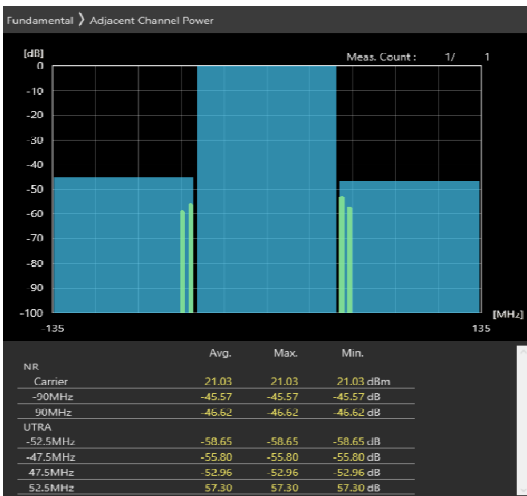 Fundamental ❯ Adjacent Channel Power
[dB] Meas. Count : 1/ 1
0
-10
-20
-30
-40
-50
-60
-70
-80
90
-100 [MHz]
-135 135
Avg. Max. Min.
NR
Carrier 21.03 21.03 21.03 dBm
-90MHz -45.57 -45.57 -45.57 dB
90MHz -46.62 -46.62 -46.62 dB
UTRA
-52.5MHz -58.65 -58.65 -58.65 dB
-47.5MHz -55.80 -55.80 -55.80 dB
47.5MHz -52.96 -52.96 -52.96 dB
52.5MHz 57.30 57.30 57.30 dB